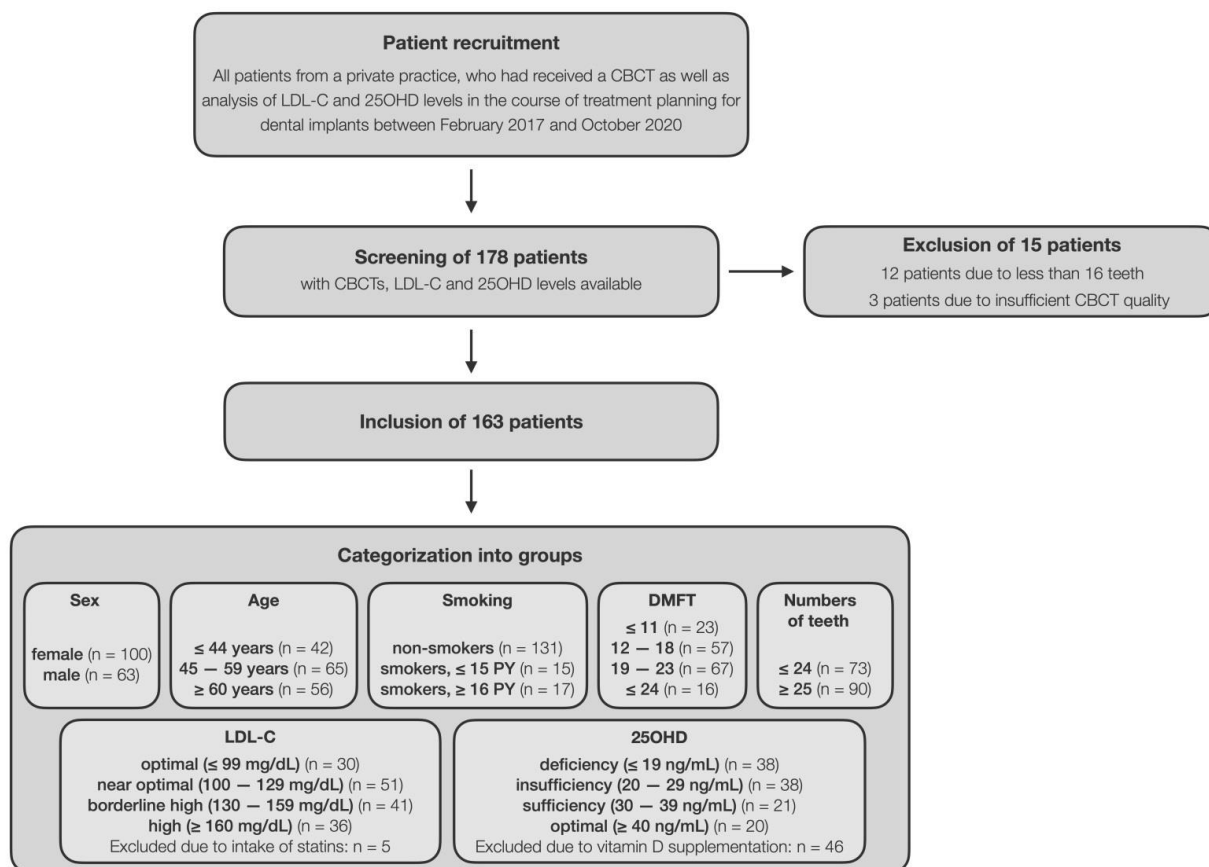 Patient recruitment
All patients from a private practice, who had received a CBCT as well as
analysis of LDL-C and 25OHD levels in the course of treatment planning for
dental implants between February 2017 and October 2020
Screening of 178 patients
with CBCTs, LDL-C and 25OHD levels available
Exclusion of 15 patients
12 patients due to less than 16 teeth
3 patients due to insufficient CBCT quality
Inclusion of 163 patients
Categorization into groups
Sex
female (n = 100)
male (n = 63)
Age
≤ 44 years (n = 42)
45 — 59 years (n = 65)
≥ 60 years (n = 56)
Smoking
non-smokers (n = 131)
smokers, ≤ 15 PY (n = 15)
smokers, ≥ 16 PY (n = 17)
DMFT
≤ 11 (n = 23)
12 — 18 (n = 57)
19 — 23 (n = 67)
≤ 24 (n = 16)
Numbers
of teeth
≤ 24 (n = 73)
≥ 25 (n = 90)
LDL-C
optimal (≤ 99 mg/dL) (n = 30)
near optimal (100 — 129 mg/dL) (n = 51)
borderline high (130 — 159 mg/dL) (n = 41)
high (≥ 160 mg/dL) (n = 36)
Excluded due to intake of statins: n = 5
25OHD
deficiency (≤ 19 ng/mL) (n = 38)
insufficiency (20 — 29 ng/mL) (n = 38)
sufficiency (30 — 39 ng/mL) (n = 21)
optimal (≥ 40 ng/mL) (n = 20)
Excluded due to vitamin D supplementation: n = 46